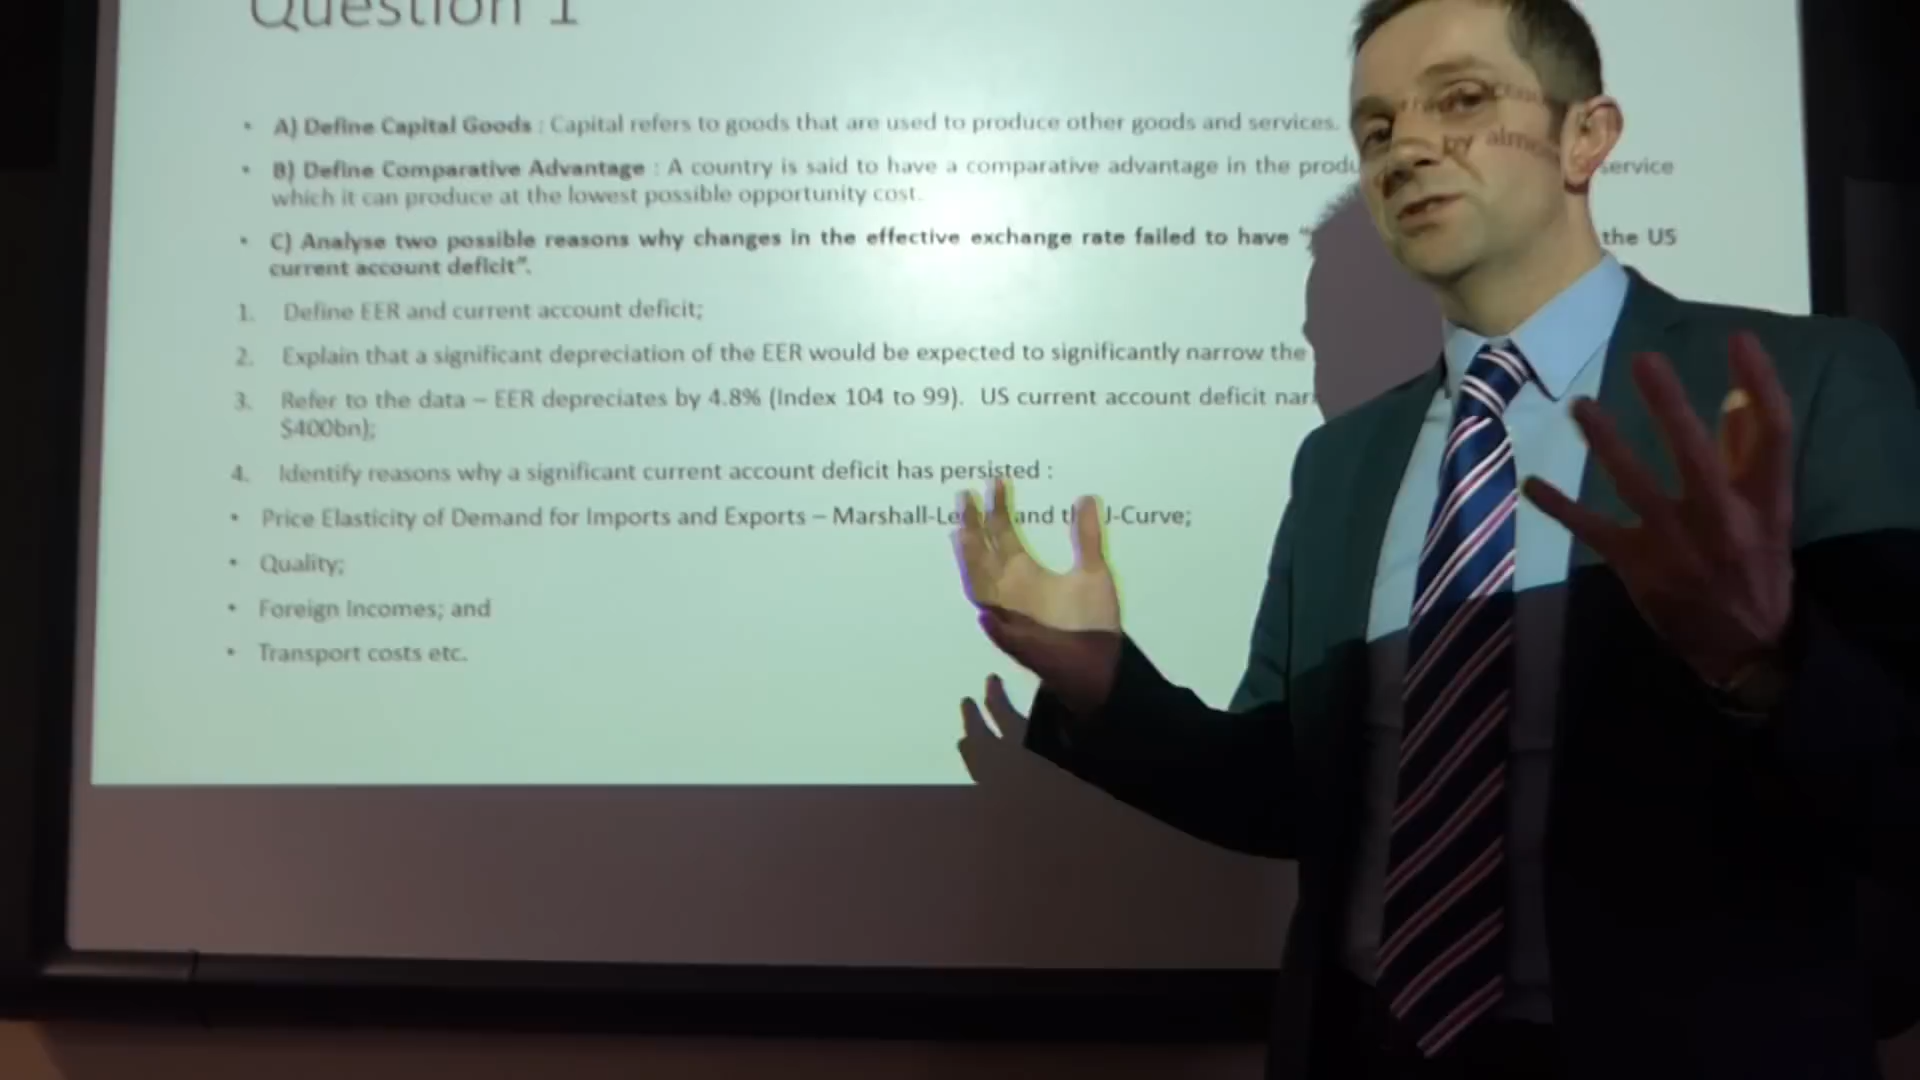 Question 1
• A) Define Capital Goods : Capital refers to goods that are used to produce other goods and services.
• B) Define Comparative Advantage : A country is said to have a comparative advantage in the service
which it can produce at the lowest possible opportunity cost.
• C) Analyse two possible reasons why changes in the effective exchange rate failed to have the US
current account deficit".
1. Define EER and current account deficit;
2. Explain that a significant depreciation of the EER would be expected to significantly narrow the
3. Refer to the data – EER depreciates by 4.8% (Index 104 to 99). US current account deficit by
$400bn);
4. Identify reasons why a significant current account deficit has persisted :
• Price Elasticity of Demand for Imports and Exports – and J-Curve;
• Quality;
• Foreign Incomes; and
• Transport costs etc.